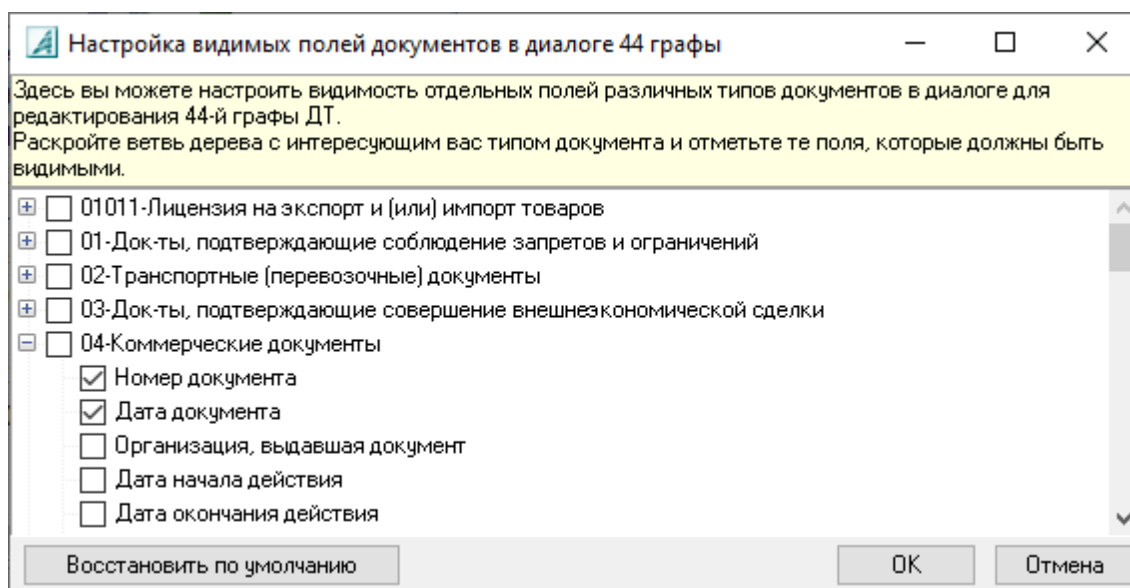 Настройка видимых полей документов в диалоге 44 графы
Здесь вы можете настроить видимость отдельных полей различных типов документов в диалоге для
редактирования 44-й графы ДТ.
Раскройте ветвь дерева с интересующим вас типом документа и отметьте те поля, которые должны быть
видимыми.
01011-Лицензия на экспорт и (или) импорт товаров
01-Док-ты, подтверждающие соблюдение запретов и ограничений
02-Транспортные (перевозочные) документы
03-Док-ты, подтверждающие совершение внешнеэкономической сделки
04-Коммерческие документы
Номер документа
Дата документа
Организация, выдавшая документ
Дата начала действия
Дата окончания действия
Восстановить по умолчанию
OK
Отмена